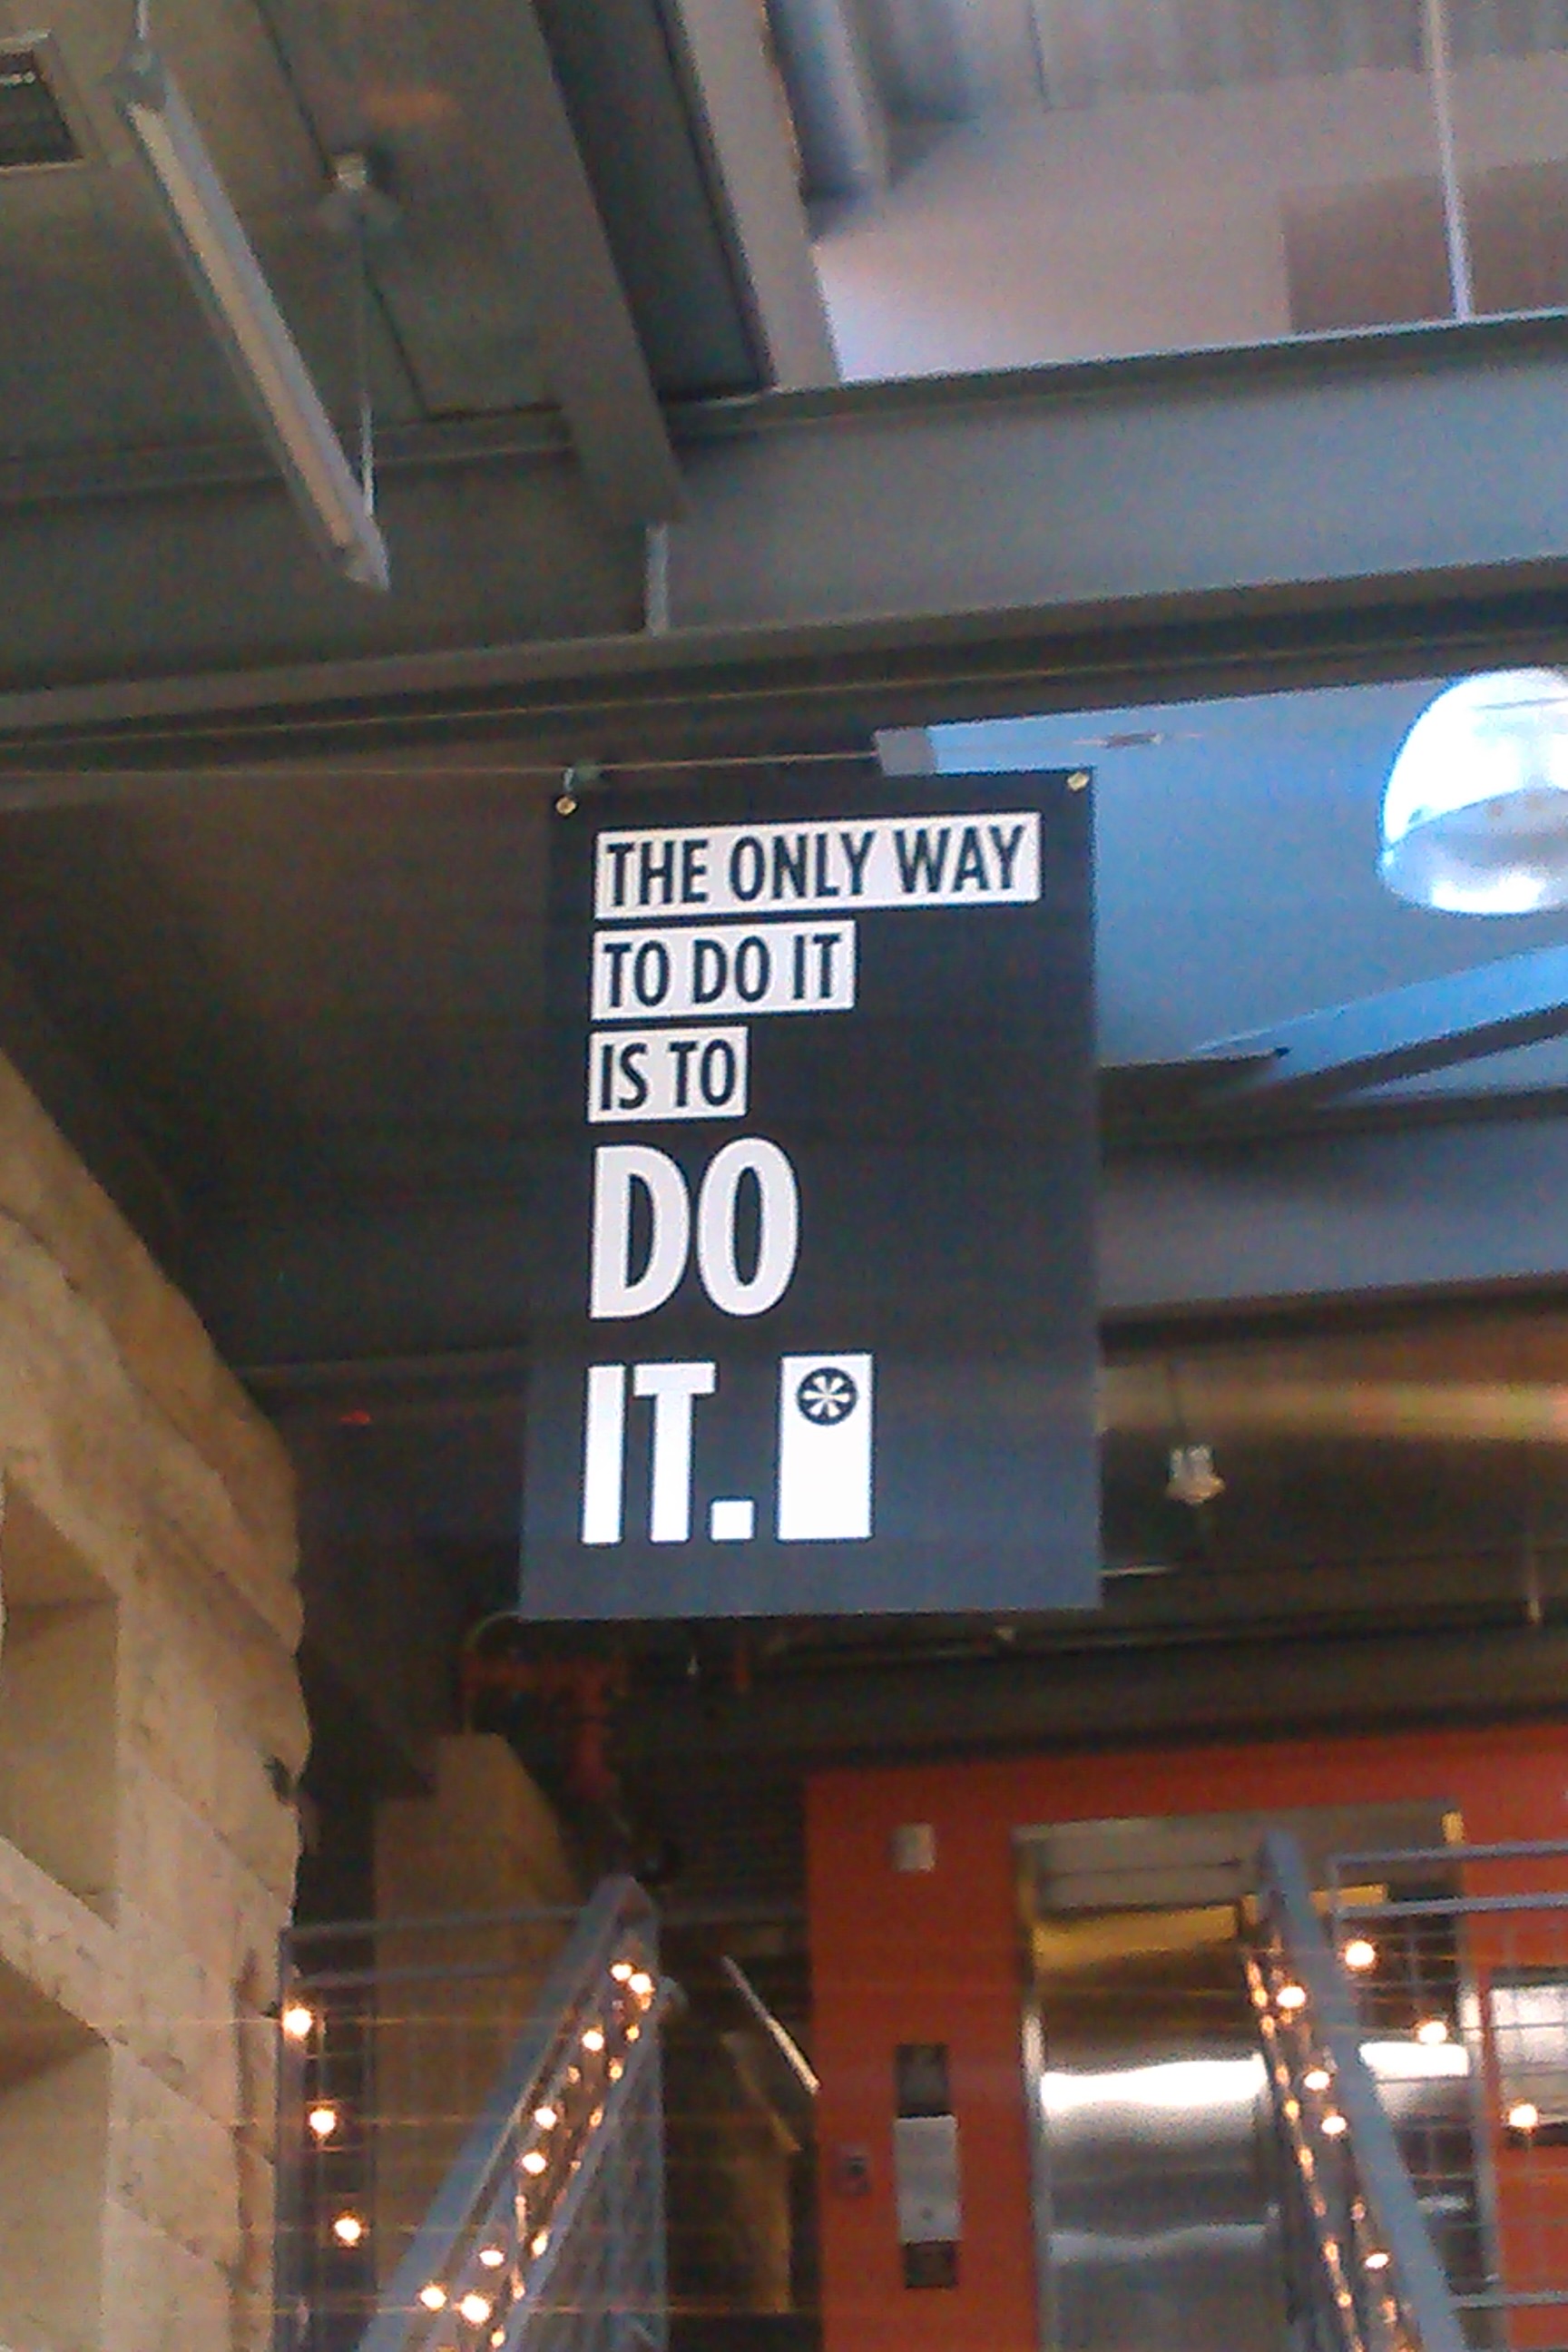 THE ONLY WAY
TO DO IT
IS TO
DO
IT.